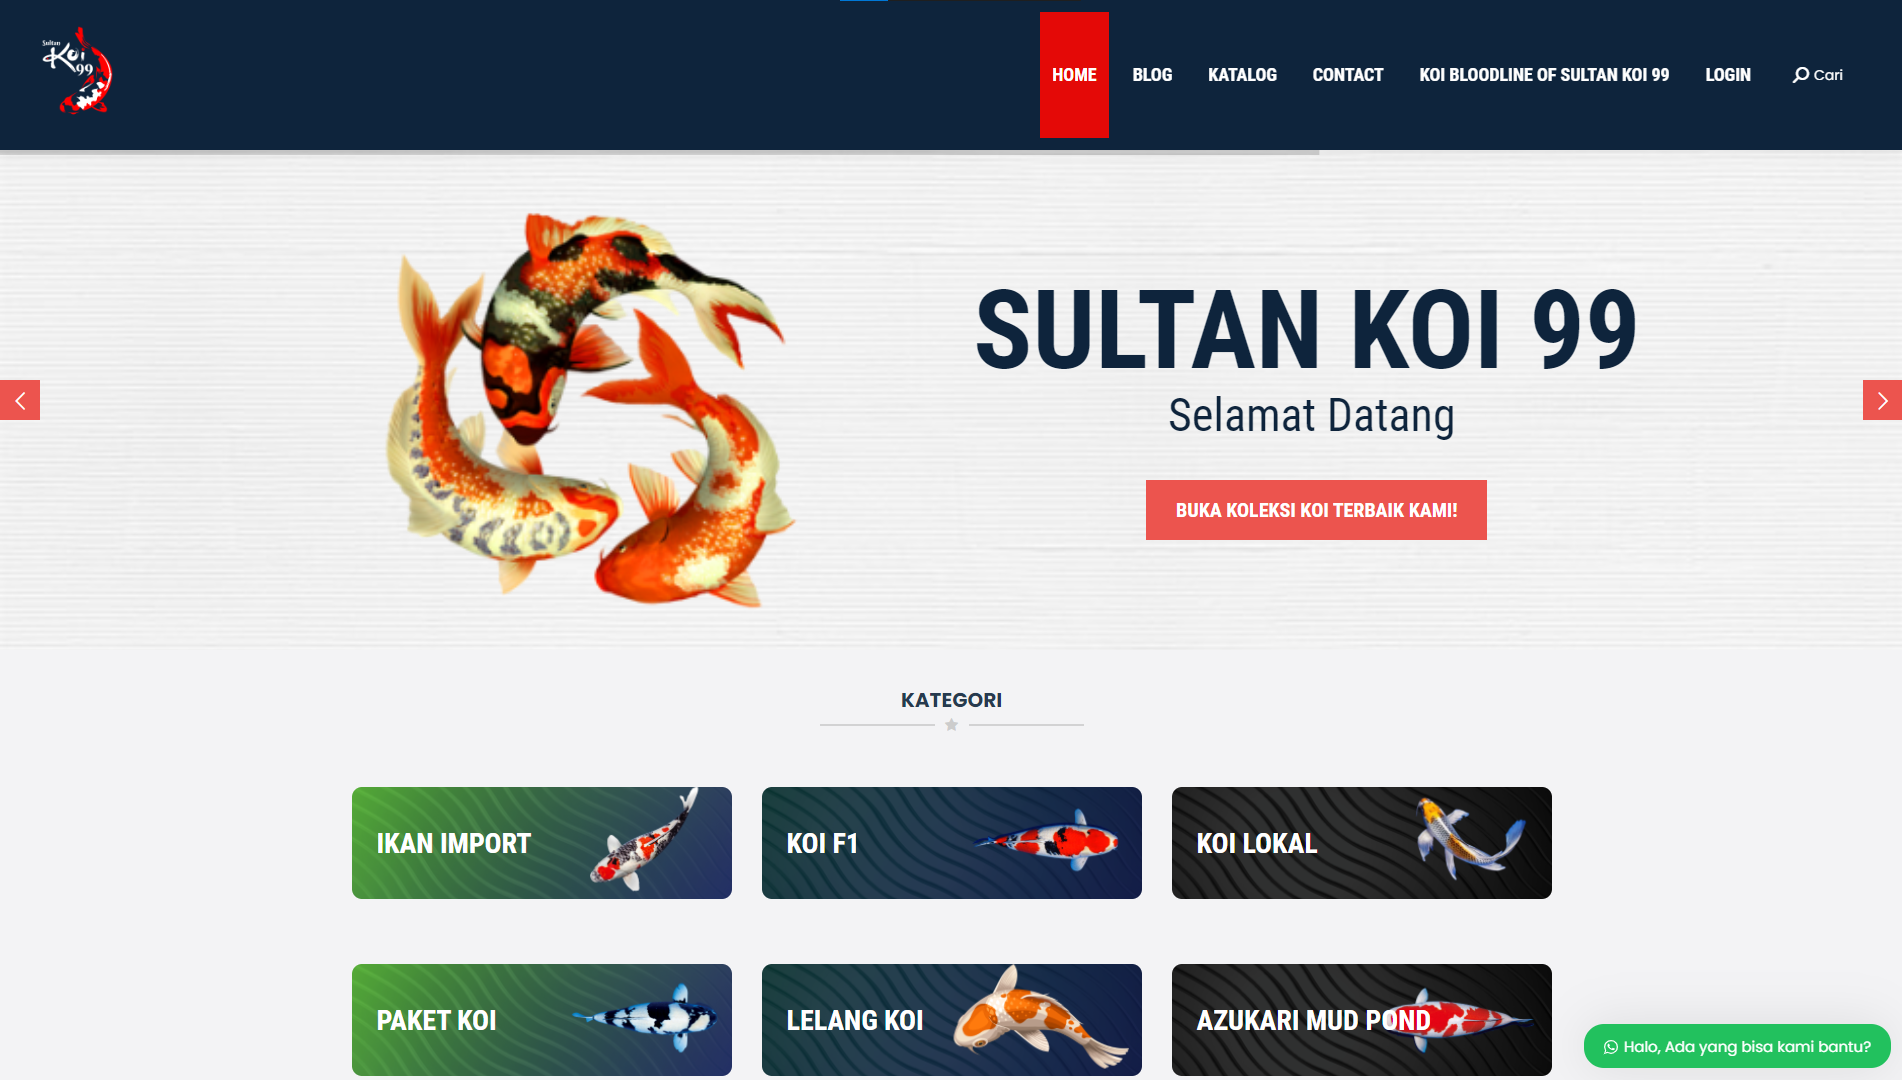 Sultan
Koi
99
HOME
BLOG
KATALOG
CONTACT
KOI BLOODLINE OF SULTAN KOI 99
LOGIN
Cari
SULTAN KOI 99
Selamat Datang
BUKA KOLEKSI KOI TERBAIK KAMI!
KATEGORI
IKAN IMPORT
KOI F1
KOI LOKAL
PAKET KOI
LELANG KOI
AZUKARI MUD POND
Halo, Ada yang bisa kami bantu?